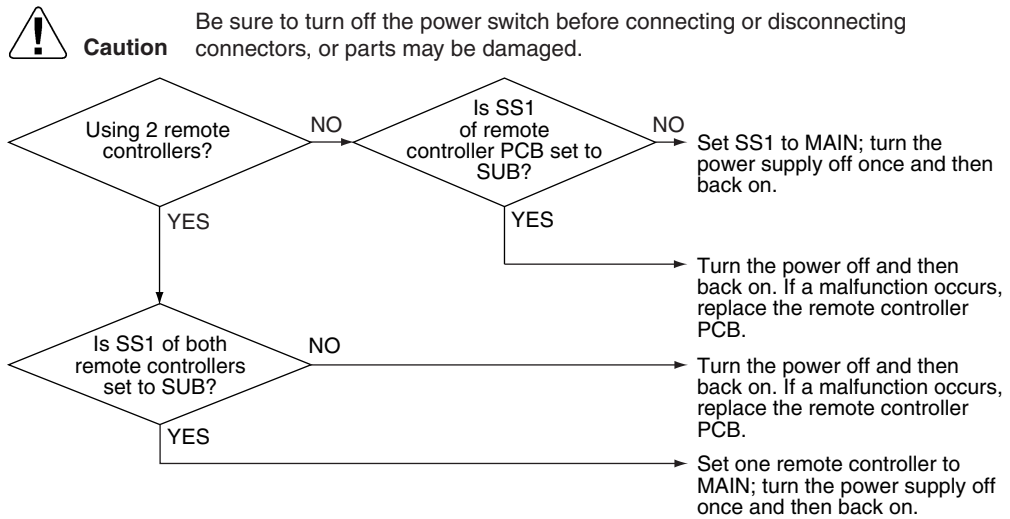 Be sure to turn off the power switch before connecting or disconnecting
Caution connectors, or parts may be damaged.
Using 2 remote
controllers?
NO
Is SS1
of remote
controller PCB set to
SUB?
NO
Set SS1 to MAIN; turn the
power supply off once and then
back on.
YES
YES
Turn the power off and then
back on. If a malfunction occurs,
replace the remote controller
PCB.
Is SS1 of both
remote controllers
set to SUB?
NO
Turn the power off and then
back on. If a malfunction occurs,
replace the remote controller
PCB.
YES
Set one remote controller to
MAIN; turn the power supply off
once and then back on.